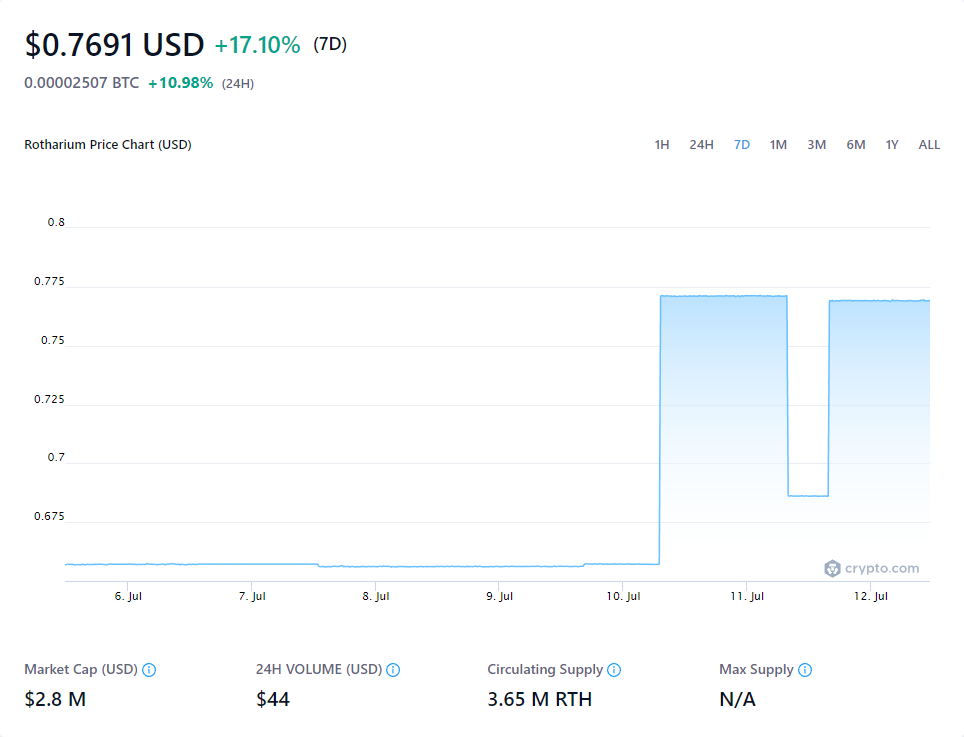 $0.7691 USD +17.10% (7D)
0.00002507 BTC +10.98% (24H)
Rotharium Price Chart (USD) 1H 24H 7D 1M 3M 6M 1Y ALL
0.8
0.775
0.75
0.725
0.7
0.675
crypto.com
6. Jul 7. Jul 8. Jul 9. Jul 10. Jul 11. Jul 12. Jul
Market Cap (USD) 24H VOLUME (USD) Circulating Supply Max Supply
$2.8 M $44 3.65 M RTH N/A